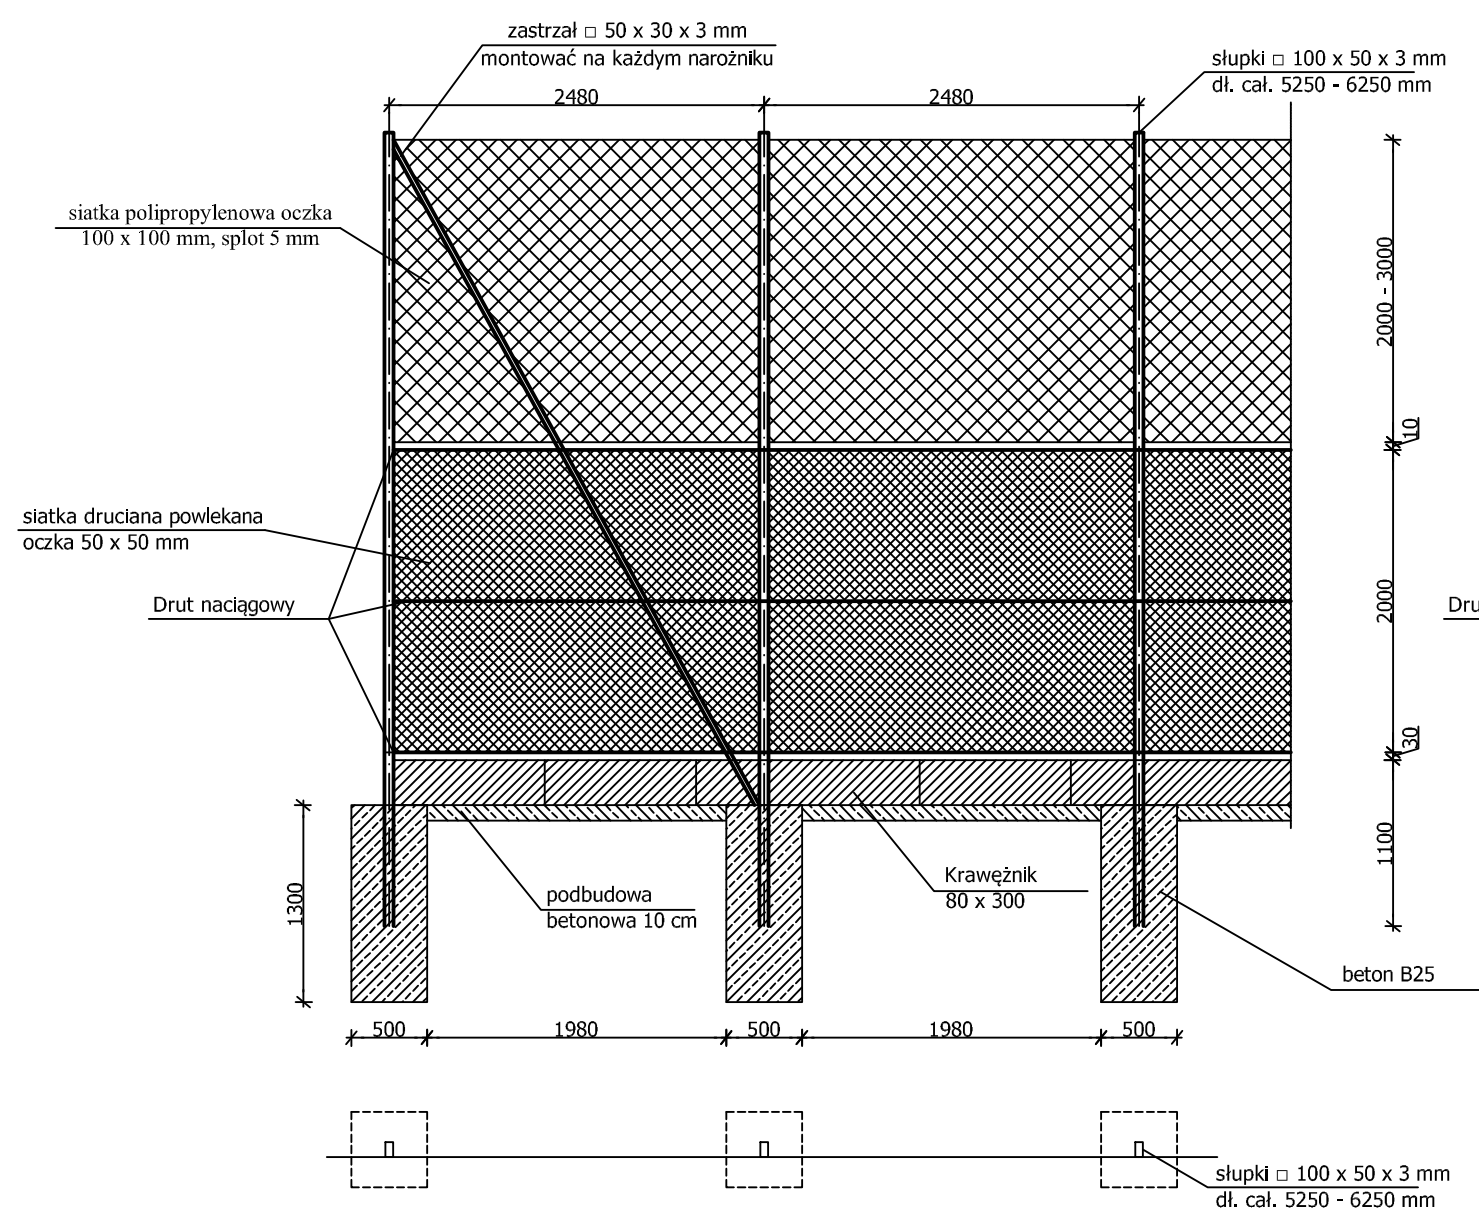 zastrzał □ 50 x 30 x 3 mm
montować na każdym narożniku
słupki □ 100 x 50 x 3 mm
dł. cał. 5250 - 6250 mm
2480
2480
siatka polipropylenowa oczka
100 x 100 mm, splot 5 mm
2000 - 3000
10
siatka druciana powlekana
oczka 50 x 50 mm
Drut naciągowy
2000
Dru
30
1100
1300
podbudowa
betonowa 10 cm
Krawężnik
80 x 300
beton B25
500
1980
500
1980
500
słupki □ 100 x 50 x 3 mm
dł. cał. 5250 - 6250 mm